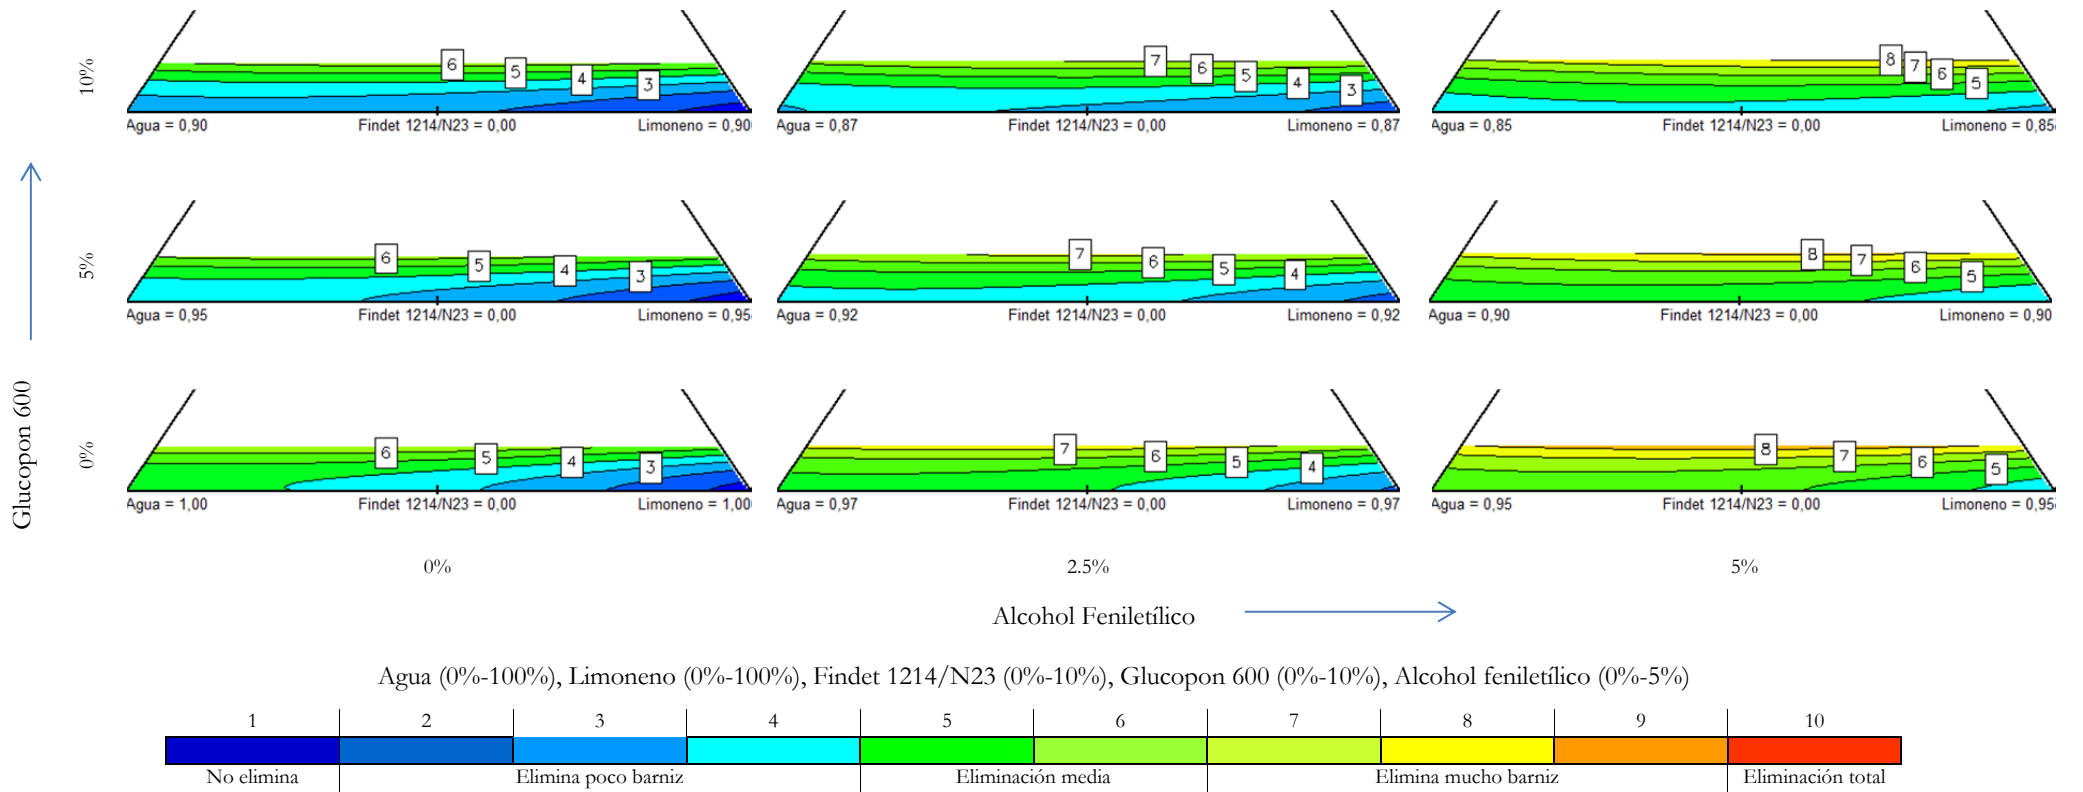 10%
6 5 4 3
Agua = 0,90 Findet 1214/N23 = 0,00 Limoneno = 0,90
7 6 5 4 3
Agua = 0,87 Findet 1214/N23 = 0,00 Limoneno = 0,87
8 7 6 5
Agua = 0,85 Findet 1214/N23 = 0,00 Limoneno = 0,85
5%
6 5 4 3
Agua = 0,95 Findet 1214/N23 = 0,00 Limoneno = 0,95
7 6 5 4
Agua = 0,92 Findet 1214/N23 = 0,00 Limoneno = 0,92
8 7 6 5
Agua = 0,90 Findet 1214/N23 = 0,00 Limoneno = 0,90
Glucopon 600
0%
6 5 4 3
Agua = 1,00 Findet 1214/N23 = 0,00 Limoneno = 1,00
7 6 5 4
Agua = 0,97 Findet 1214/N23 = 0,00 Limoneno = 0,97
8 7 6 5
Agua = 0,95 Findet 1214/N23 = 0,00 Limoneno = 0,95
0% 2.5% 5%
Alcohol Feniletílico
Agua (0%-100%), Limoneno (0%-100%), Findet 1214/N23 (0%-10%), Glucopon 600 (0%-10%), Alcohol feniletílico (0%-5%)
1 2 3 4 5 6 7 8 9 10
No elimina Elimina poco barniz Eliminación media Elimina mucho barniz Eliminación total